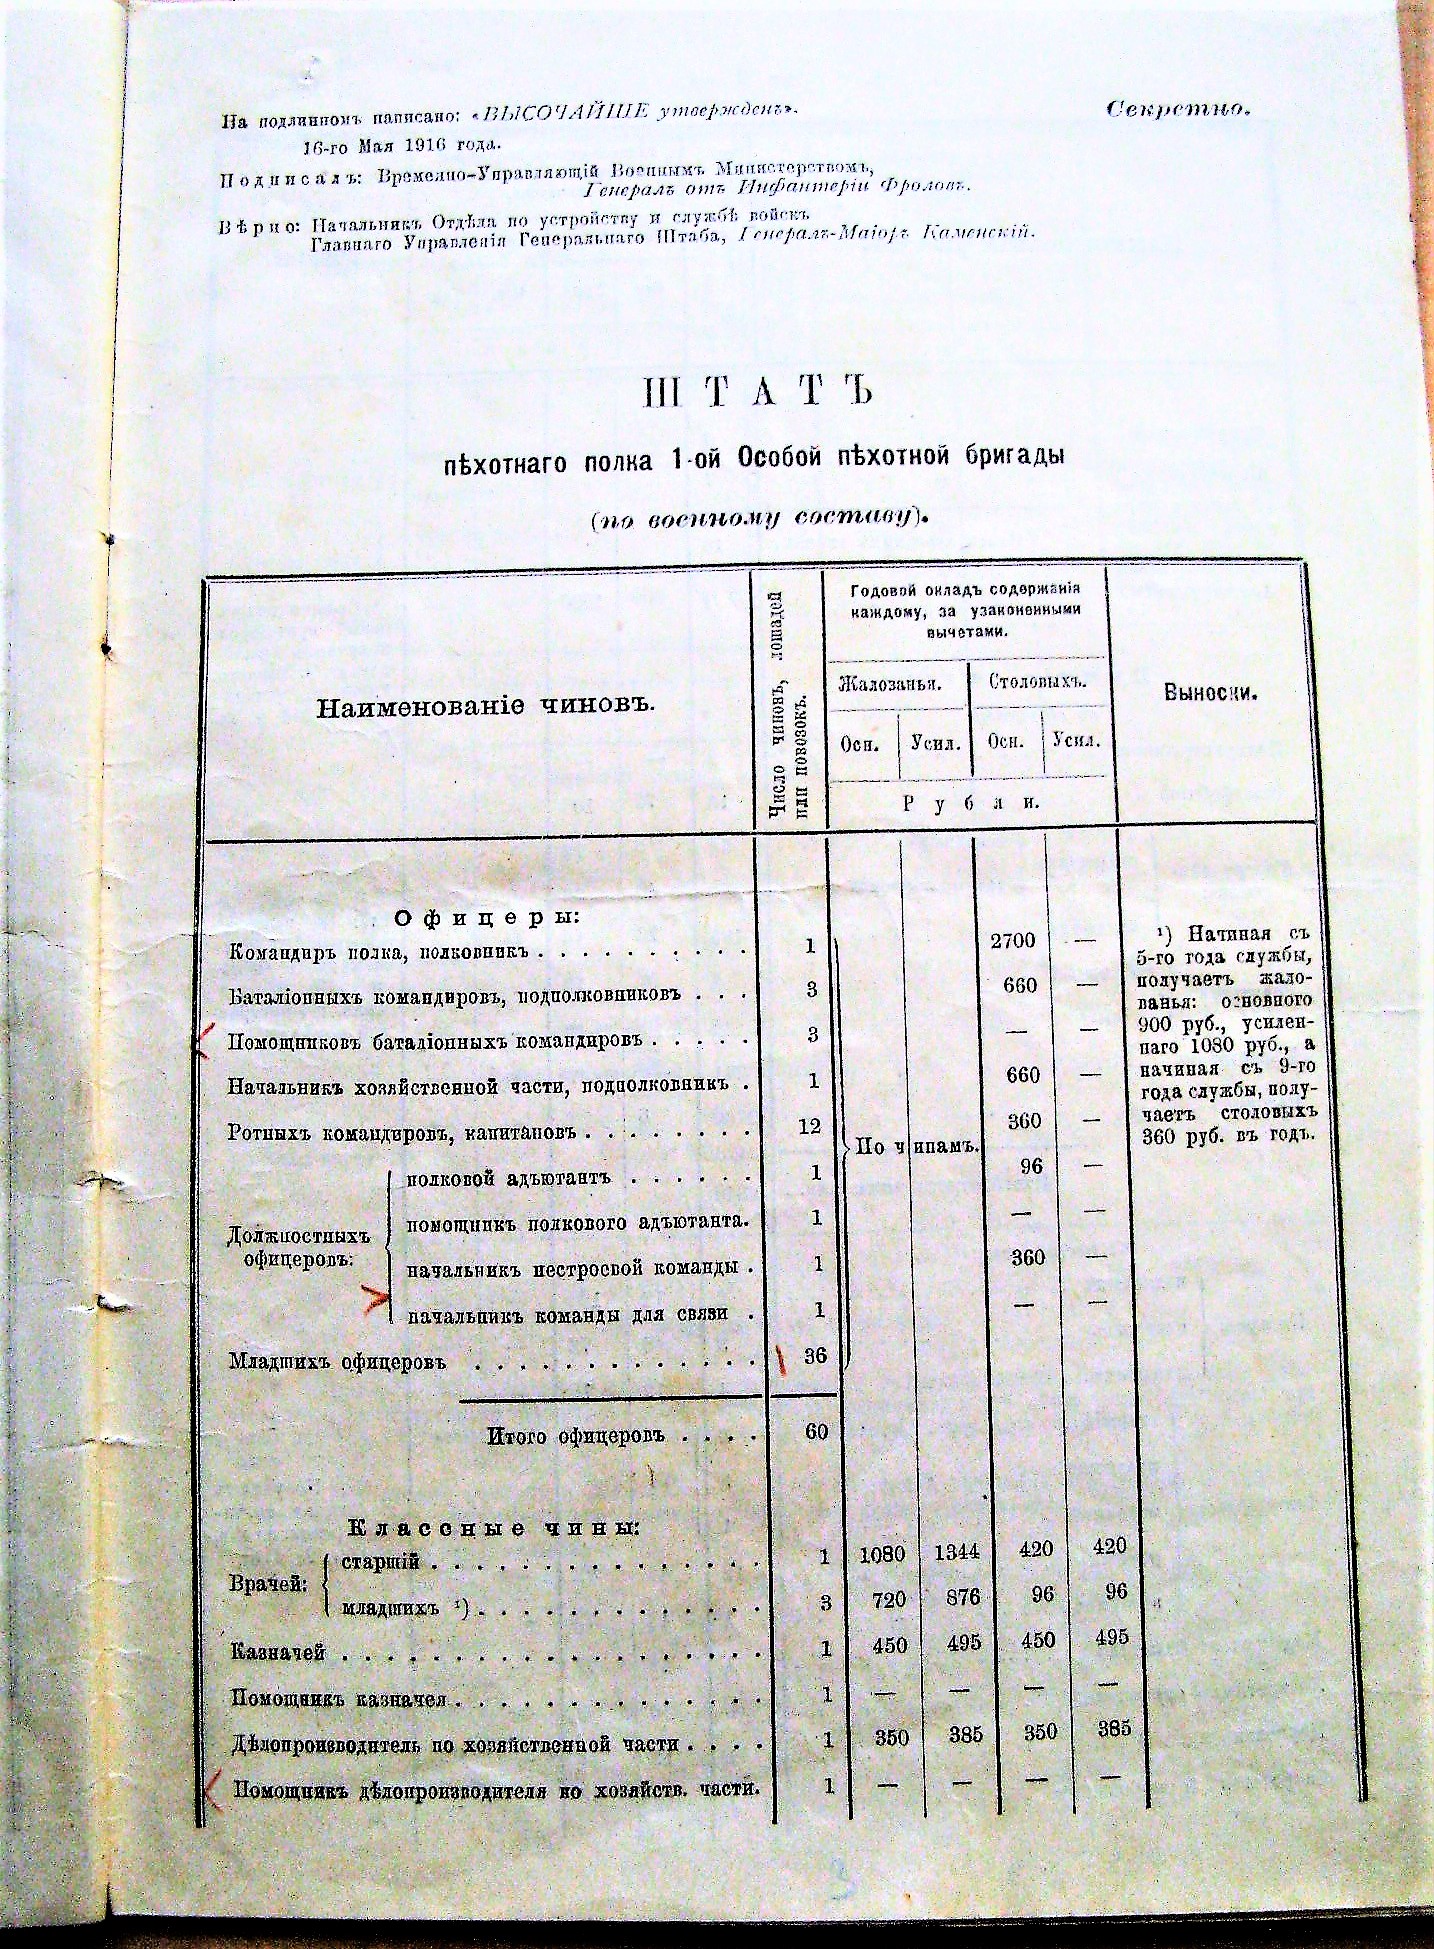 На подлинномъ написано: «ВЫСОЧАЙШЕ утвержденъ».
Секретно.
16-го Мая 1916 года.
Подписалъ: Временно-Управляющій Военнымъ Министерствомъ,
Генералъ отъ Инфантеріи Фроловъ.
Вѣрно: Начальникъ Отдѣла по устройству и службѣ войскъ
Главнаго Управленія Генеральнаго Штаба, Генералъ-Маіоръ Каменскій.
ШТАТЪ
пѣхотнаго полка 1-ой Особой пѣхотной бригады
(по военному составу).
Наименованіе чиновъ.
Число чиновъ, лошадей
или повозокъ.
Годовой окладъ содержанія
каждому, за узаконенными
вычетами.
Жалованья. Столовыхъ.
Осн. Усил. Осн. Усил.
Рубли.
Выноски.
Офицеры:
Командиръ полка, полковникъ . . . . . . . . . . 1 2700 —
Баталіонныхъ командировъ, подполковниковъ . . . 3 660 —
Помощниковъ баталіонныхъ командировъ . . . . . 3 — —
Начальникъ хозяйственной части, подполковникъ . 1 660 —
Ротныхъ командировъ, капитановъ . . . . . . . . 12 360 —
По чинамъ.
Должностныхъ
офицеровъ:
полковой адъютантъ . . . . . . 1 96 —
помощникъ полкового адъютанта. 1 — —
начальникъ нестроевой команды . 1 360 —
начальникъ команды для связи . 1 — —
Младшихъ офицеровъ . . . . . . . . . . . . . 36
Итого офицеровъ . . . . 60
¹) Начиная съ
5-го года службы,
получаетъ жало-
ванья: основного
900 руб., усилен-
наго 1080 руб., а
начиная съ 9-го
года службы, полу-
чаетъ столовыхъ
360 руб. въ годъ.
Классные чины:
Врачей:
старшій . . . . . . . . . . . . . . . 1 1080 1344 420 420
младшихъ ¹) . . . . . . . . . . . . . 3 720 876 96 96
Казначей . . . . . . . . . . . . . . . . . . 1 450 495 450 495
Помощникъ казначея . . . . . . . . . . . . . . 1 — — — —
Дѣлопроизводитель по хозяйственной части . . . . 1 350 385 350 385
Помощникъ дѣлопроизводителя по хозяйств. части. 1 — — — —